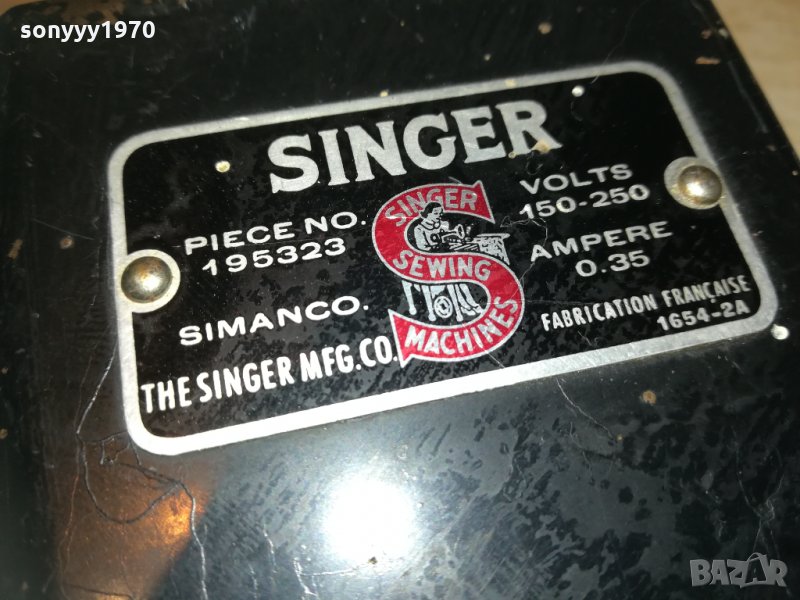 sonyyy1970
SINGER
PIECE NO.
195323
SIMANCO.
THE SINGER MFG.CO.
SINGER
SEWING
MACHINES
VOLTS
150-250
AMPERE
0.35
FABRICATION FRANÇAISE
1654-2A
BAZAR